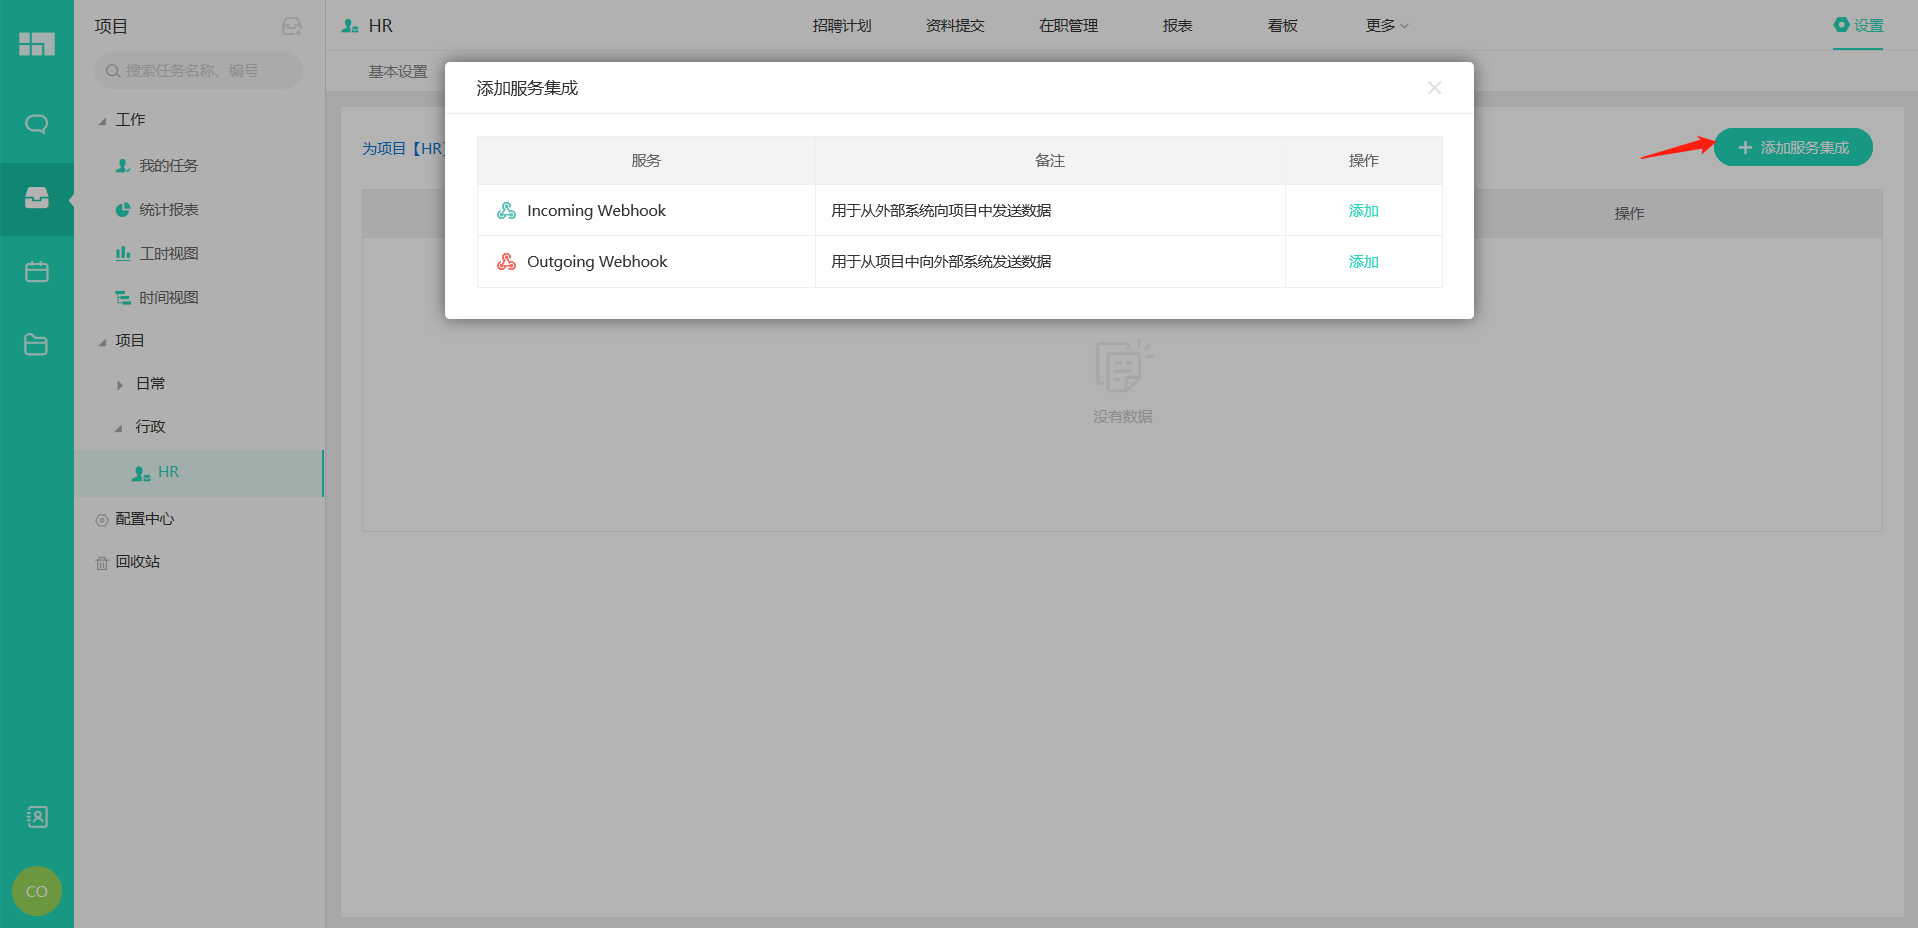 项目
搜索任务名称、编号
工作
我的任务
统计报表
工时视图
时间视图
项目
日常
行政
HR
配置中心
回收站
CO
HR
招聘计划
资料提交
在职管理
报表
看板
更多
设置
基本设置
为项目【HR
添加服务集成
操作
没有数据
添加服务集成
服务 备注 操作
Incoming Webhook 用于从外部系统向项目中发送数据 添加
Outgoing Webhook 用于从项目中向外部系统发送数据 添加